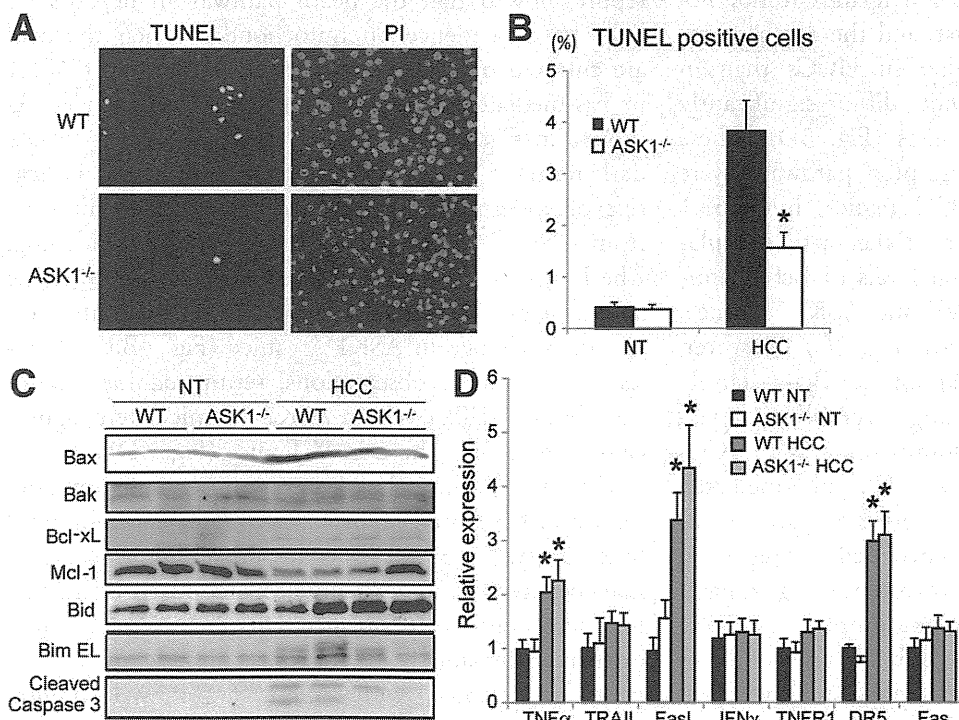 A
TUNEL
PI
WT
ASK1-/-
B
(%)
TUNEL positive cells
5
4
3
2
1
0
WT
ASK1-/-
*
NT
HCC
C
NT
HCC
WT
ASK1-/-
WT
ASK1-/-
Bax
Bak
Bcl-xL
Mcl-1
Bid
Bim EL
Cleaved
Caspase 3
D
Relative expression
6
5
4
3
2
1
0
WT NT
ASK1-/- NT
WT HCC
ASK1-/- HCC
* *
* *
* *
TNFα
TRAIL
FasL
IFNγ
TNFR1
DR5
Fas